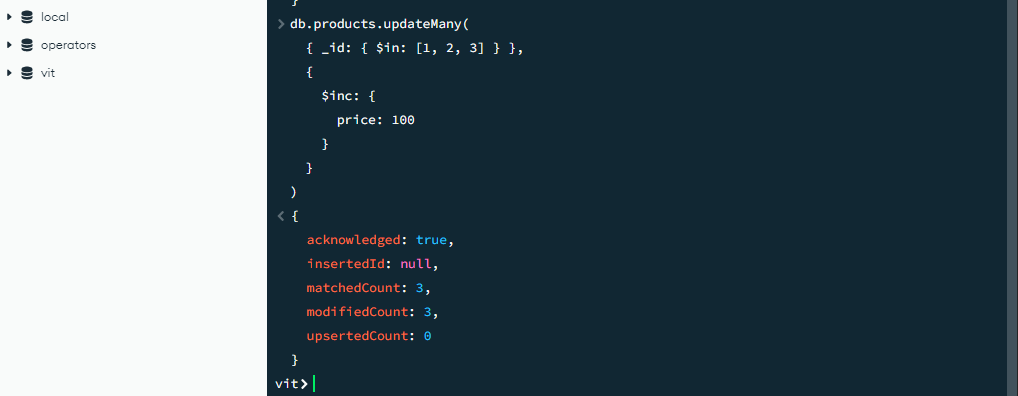 local
operators
vit
}
> db.products.updateMany(
{ _id: { $in: [1, 2, 3] } },
{
$inc: {
price: 100
}
}
)
< {
acknowledged: true,
insertedId: null,
matchedCount: 3,
modifiedCount: 3,
upsertedCount: 0
}
vit>